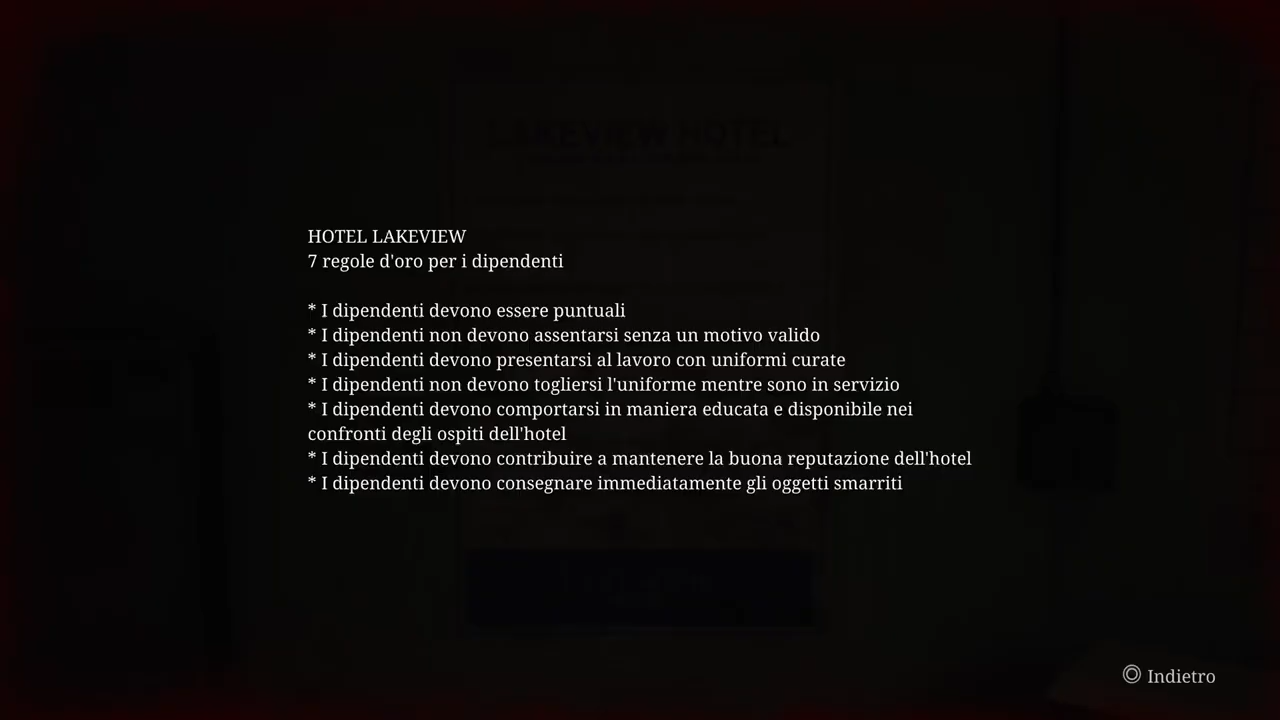 LAKEVIEW HOTEL
HOTEL LAKEVIEW
7 regole d'oro per i dipendenti
* I dipendenti devono essere puntuali
* I dipendenti non devono assentarsi senza un motivo valido
* I dipendenti devono presentarsi al lavoro con uniformi curate
* I dipendenti non devono togliersi l'uniforme mentre sono in servizio
* I dipendenti devono comportarsi in maniera educata e disponibile nei
confronti degli ospiti dell'hotel
* I dipendenti devono contribuire a mantenere la buona reputazione dell'hotel
* I dipendenti devono consegnare immediatamente gli oggetti smarriti
Indietro